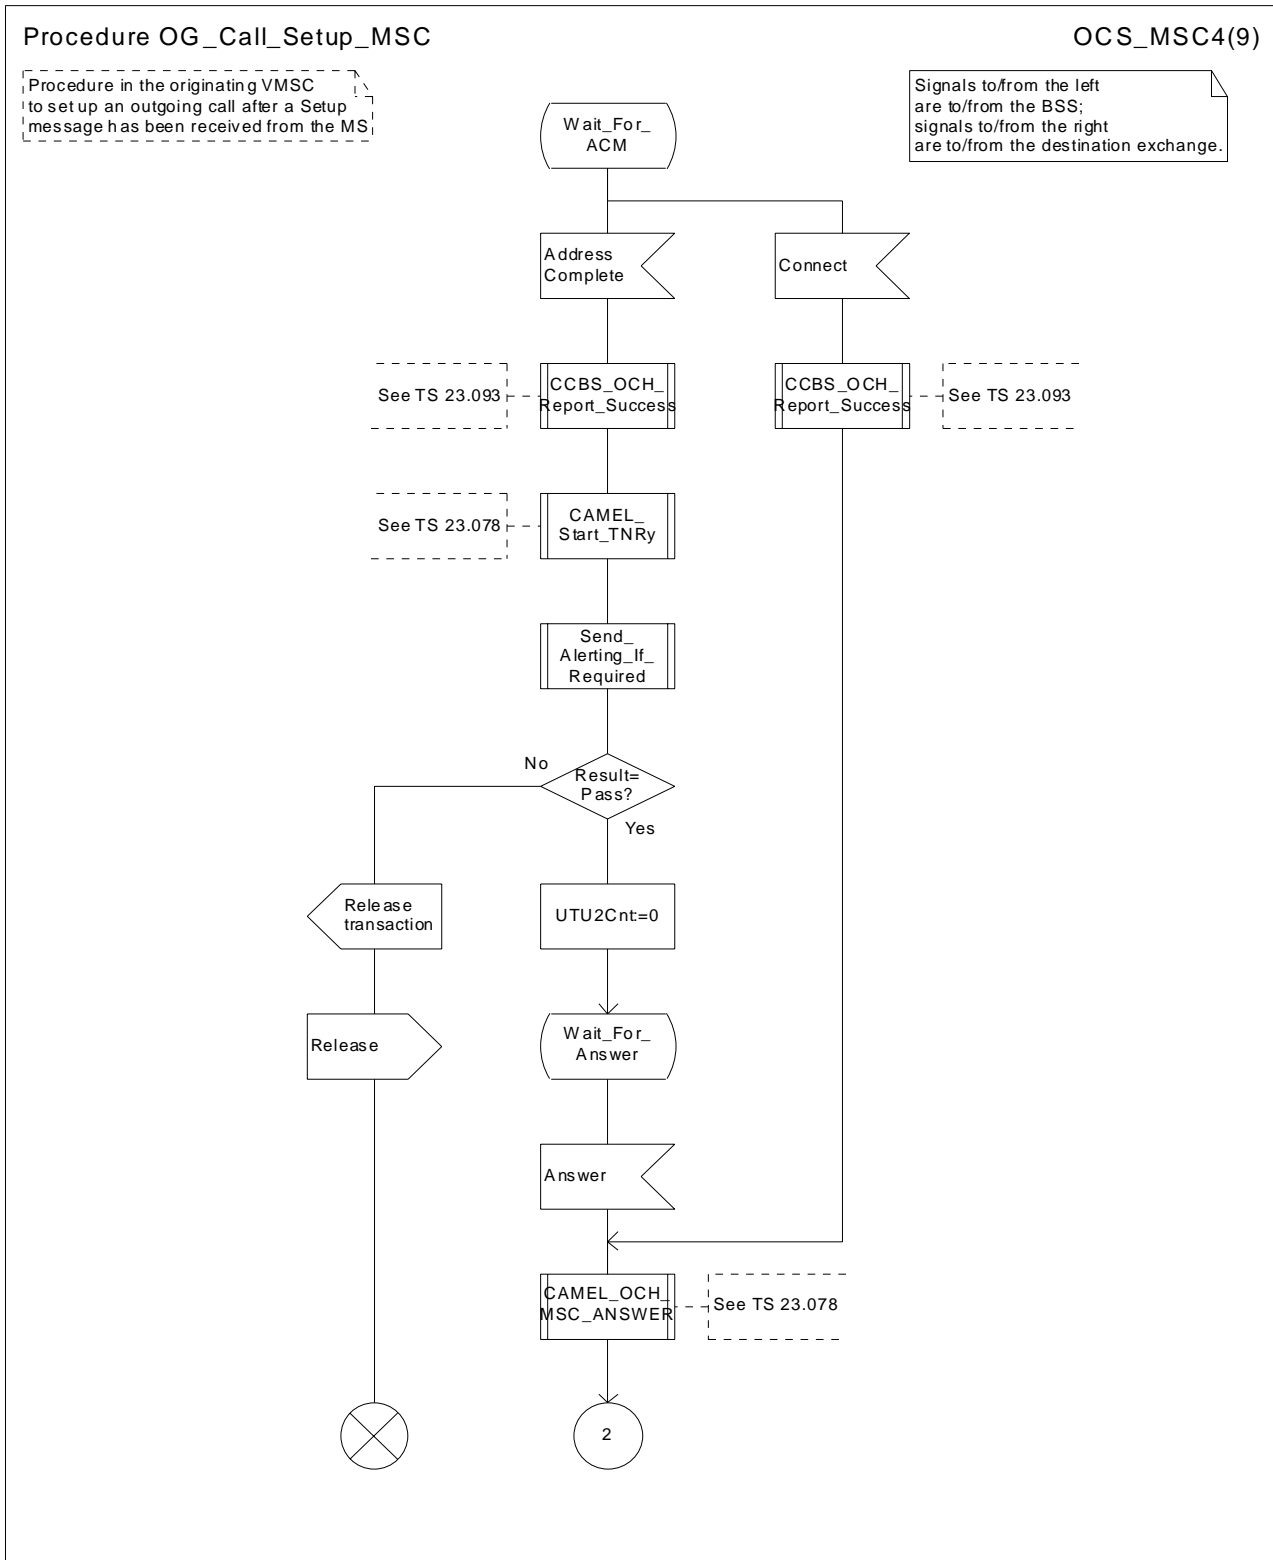 Procedure OG_Call_Setup_MSC
OCS_MSC4(9)
Procedure in the originating VMSC
to set up an outgoing call after a Setup
message has been received from the MS
Signals to/from the left
are to/from the BSS;
signals to/from the right
are to/from the destination exchange.
Wait_For_
ACM
Address
Complete
Connect
See TS 23.093
CCBS_OCH_
Report_Success
CCBS_OCH_
Report_Success
See TS 23.093
See TS 23.078
CAMEL_
Start_TNRy
Send_
Alerting_If_
Required
No
Result=
Pass?
Yes
Release
transaction
UTU2Cnt:=0
Release
Wait_For_
Answer
Answer
CAMEL_OCH_
MSC_ANSWER
See TS 23.078
2